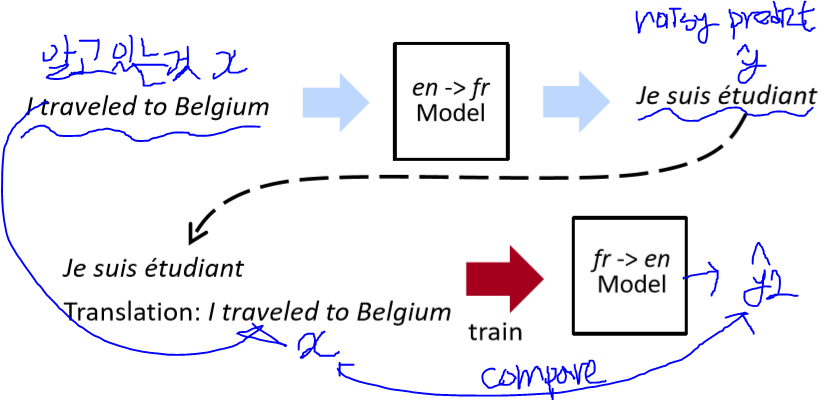 알고 있는 것 x
noisy predict
ŷ
I traveled to Belgium
en -> fr
Model
Je suis étudiant
Je suis étudiant
Translation: I traveled to Belgium
x
train
fr -> en
Model
ŷ2
compare